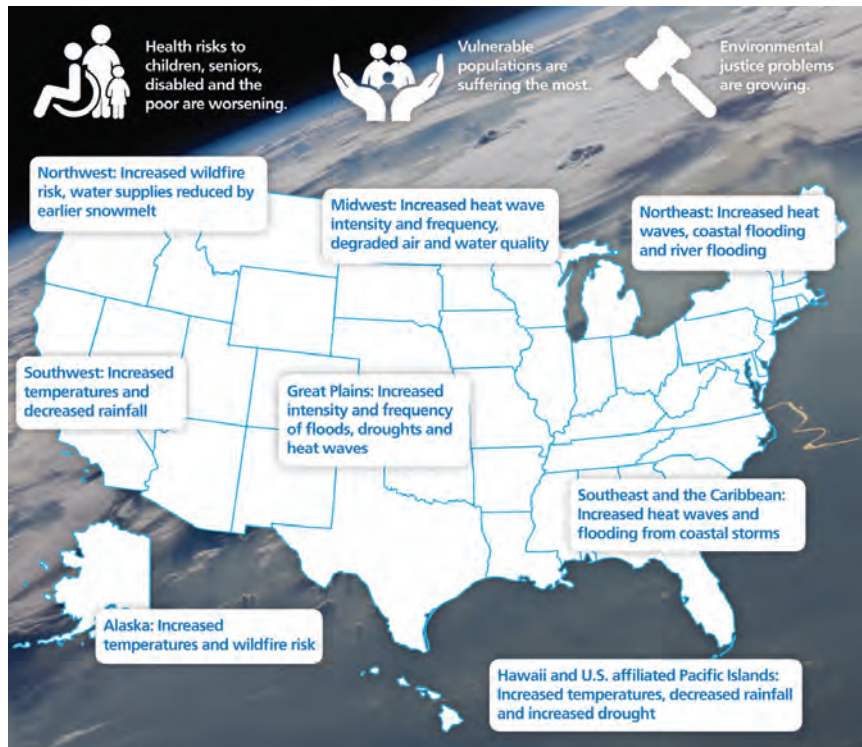 Health risks to
children, seniors,
disabled and the
poor are worsening.
Vulnerable
populations are
suffering the most.
Environmental
justice problems
are growing.
Northwest: Increased wildfire
risk, water supplies reduced by
earlier snowmelt
Midwest: Increased heat wave
intensity and frequency,
degraded air and water quality
Northeast: Increased heat
waves, coastal flooding
and river flooding
Southwest: Increased
temperatures and
decreased rainfall
Great Plains: Increased
intensity and frequency
of floods, droughts and
heat waves
Southeast and the Caribbean:
Increased heat waves and
flooding from coastal storms
Alaska: Increased
temperatures and wildfire risk
Hawaii and U.S. affiliated Pacific Islands:
Increased temperatures, decreased rainfall
and increased drought